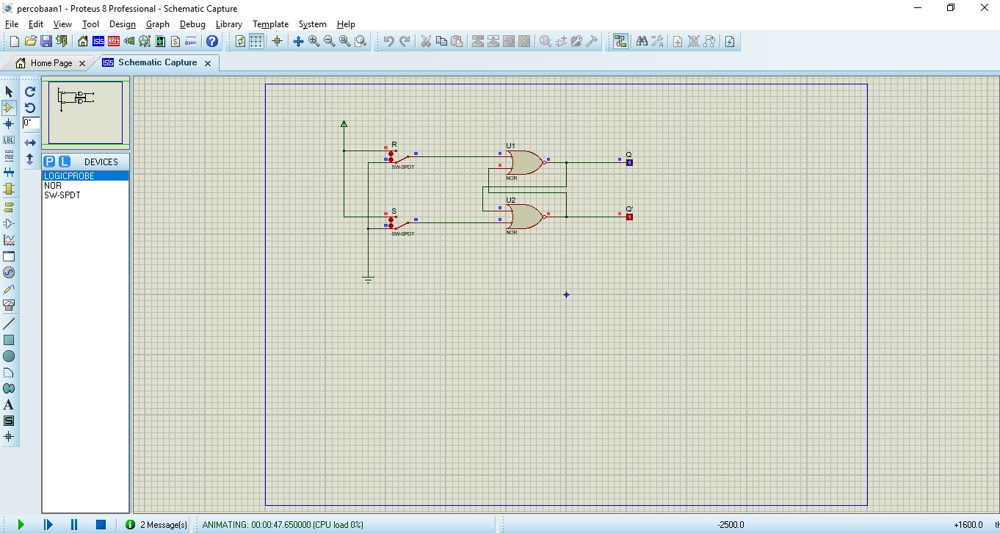 percobaan1 - Proteus 8 Professional - Schematic Capture
File Edit View Tool Design Graph Debug Library Template System Help
Home Page Schematic Capture
0°
LBL
P L DEVICES
LOGICPROBE
NOR
SW-SPDT
A
S
R
SW-SPDT
U1
NOR
Q
0
S
SW-SPDT
U2
NOR
Q'
1
2 Message(s) ANIMATING: 00:00:47.650000 (CPU load 0%) -2500.0 +1600.0 th